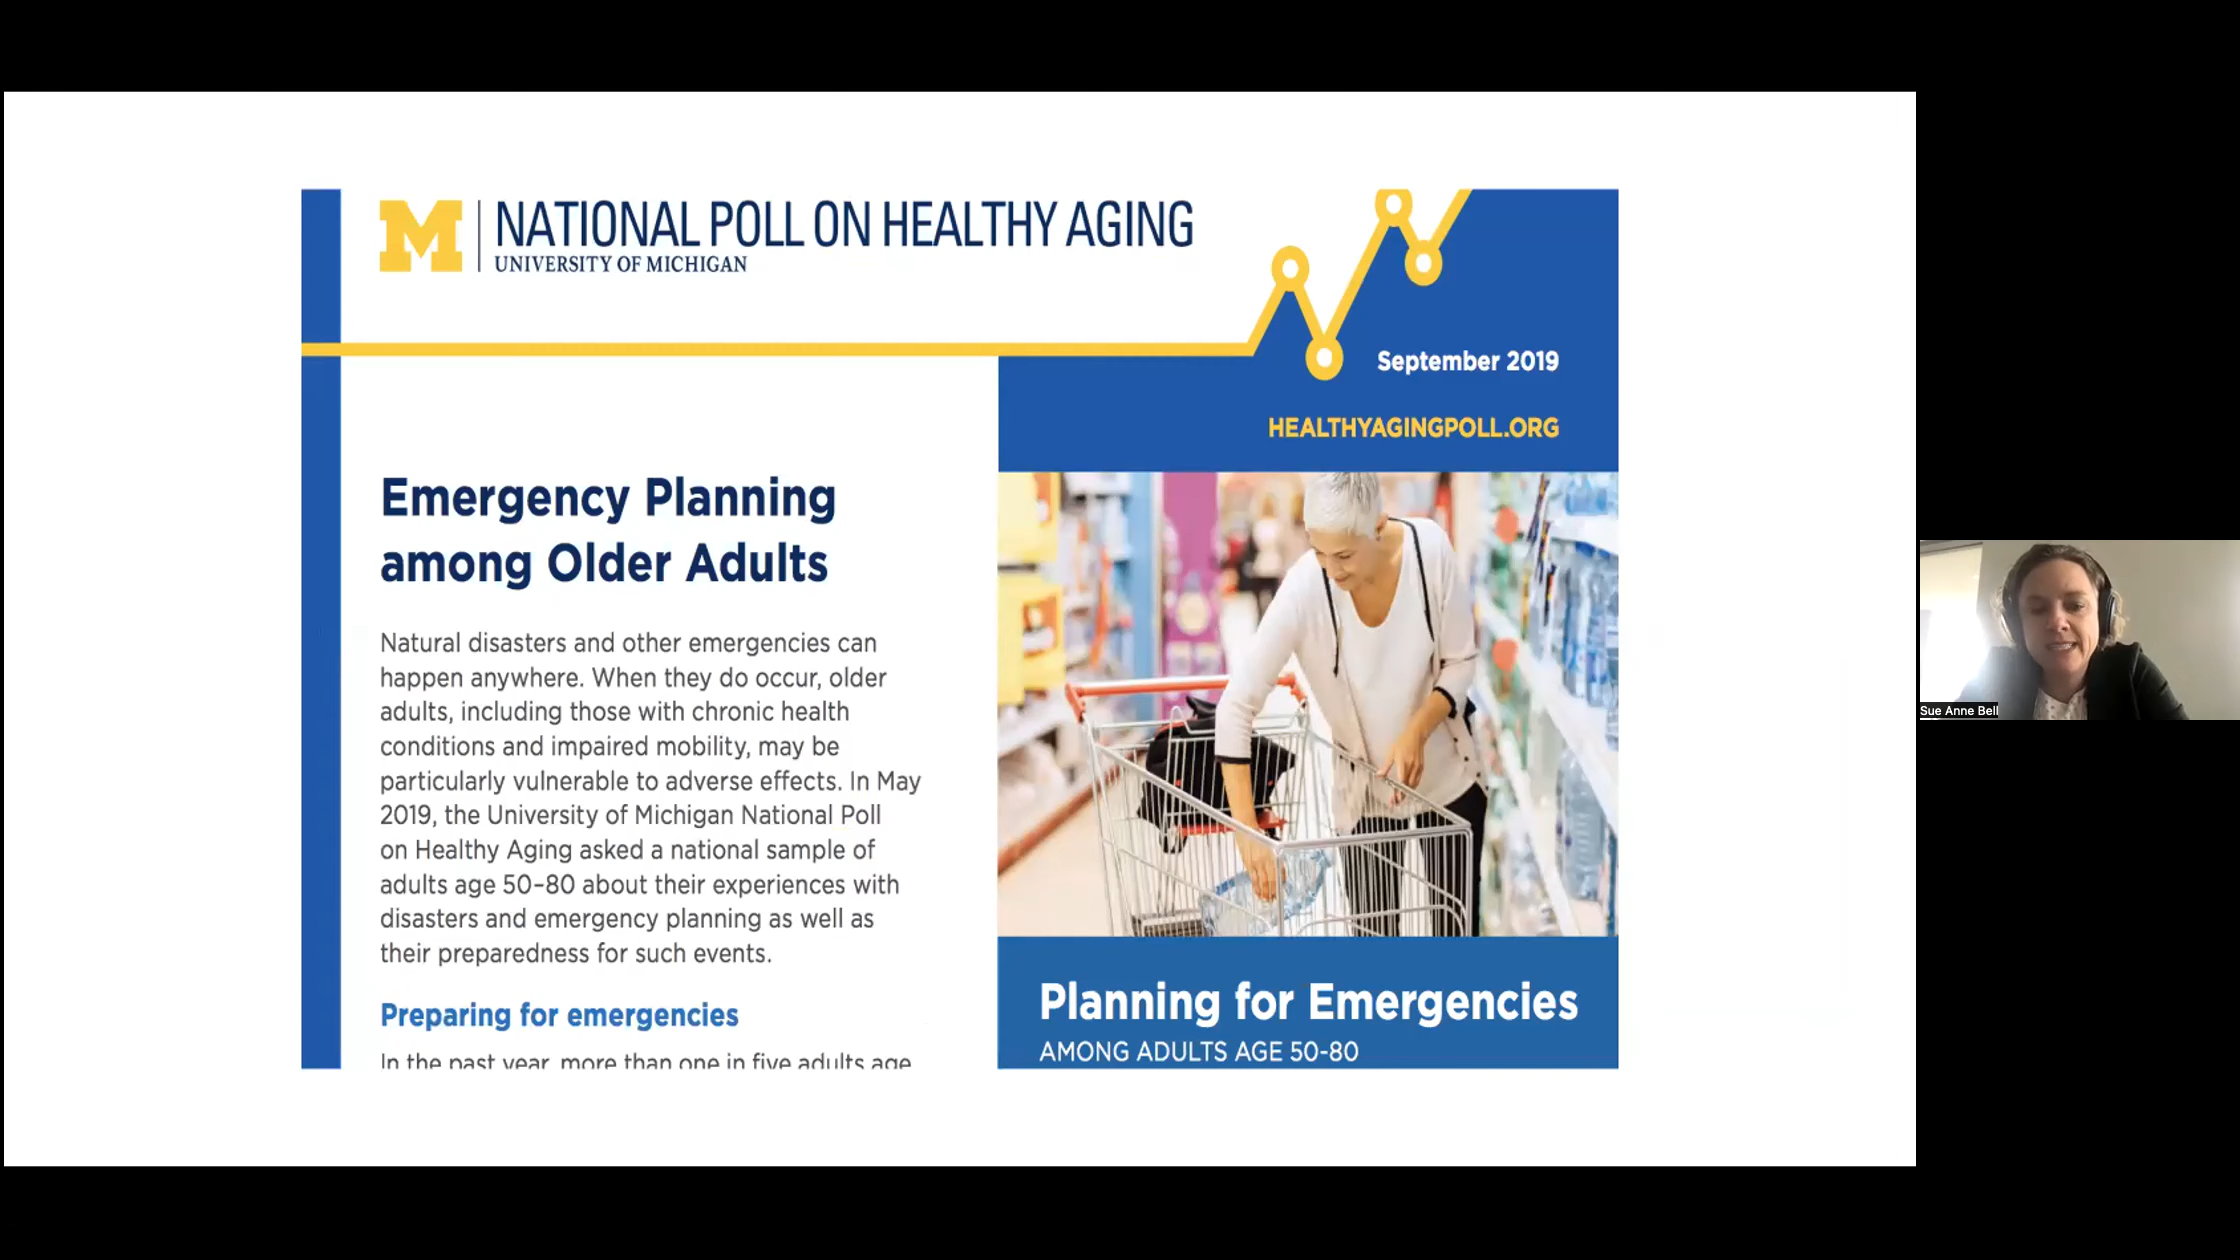 M
NATIONAL POLL ON HEALTHY AGING
UNIVERSITY OF MICHIGAN
September 2019
HEALTHYAGINGPOLL.ORG
Emergency Planning
among Older Adults
Natural disasters and other emergencies can
happen anywhere. When they do occur, older
adults, including those with chronic health
conditions and impaired mobility, may be
particularly vulnerable to adverse effects. In May
2019, the University of Michigan National Poll
on Healthy Aging asked a national sample of
adults age 50–80 about their experiences with
disasters and emergency planning as well as
their preparedness for such events.
Preparing for emergencies
In the past year, more than one in five adults age
Planning for Emergencies
AMONG ADULTS AGE 50-80
Sue Anne Bell